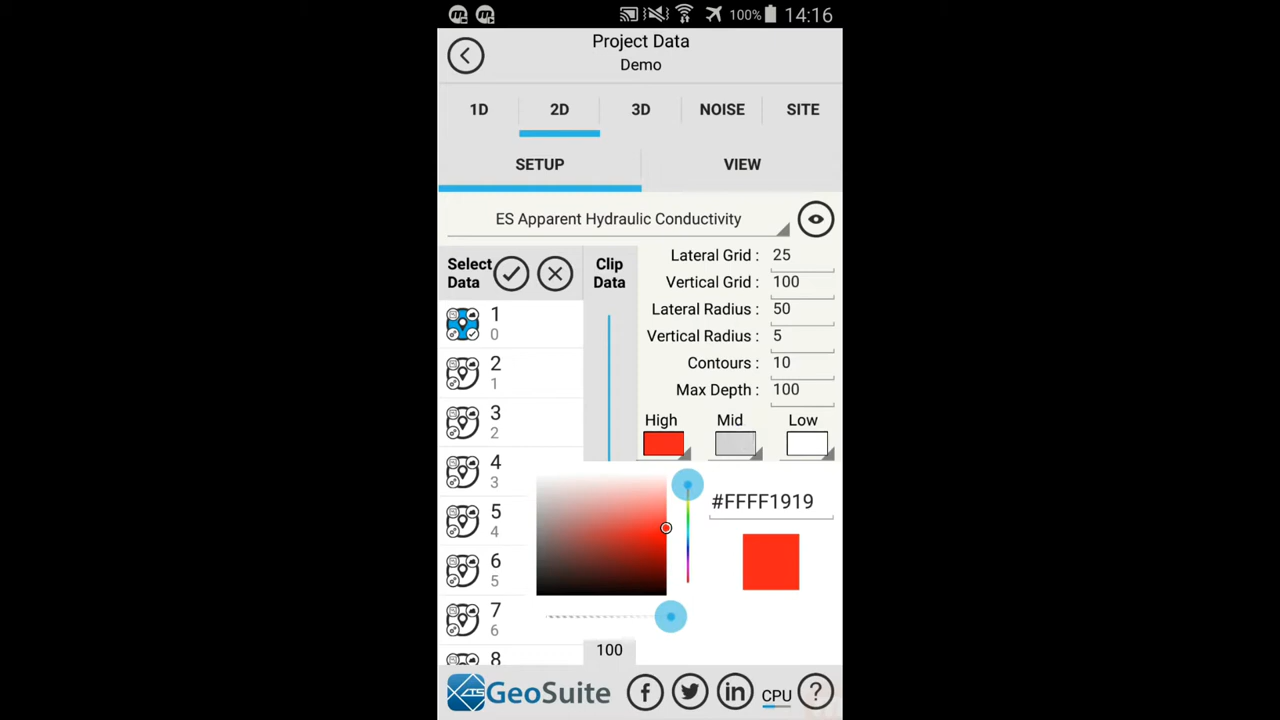 100% 14:16
Project Data
Demo
1D 2D 3D NOISE SITE
SETUP VIEW
ES Apparent Hydraulic Conductivity
Select Data
Clip Data
Lateral Grid : 25
Vertical Grid : 100
Lateral Radius : 50
Vertical Radius : 5
Contours : 10
Max Depth : 100
High Mid Low
1
0
2
1
3
2
4
3
5
4
6
5
7
6
8
#FFFF1919
100
GeoSuite CPU ?